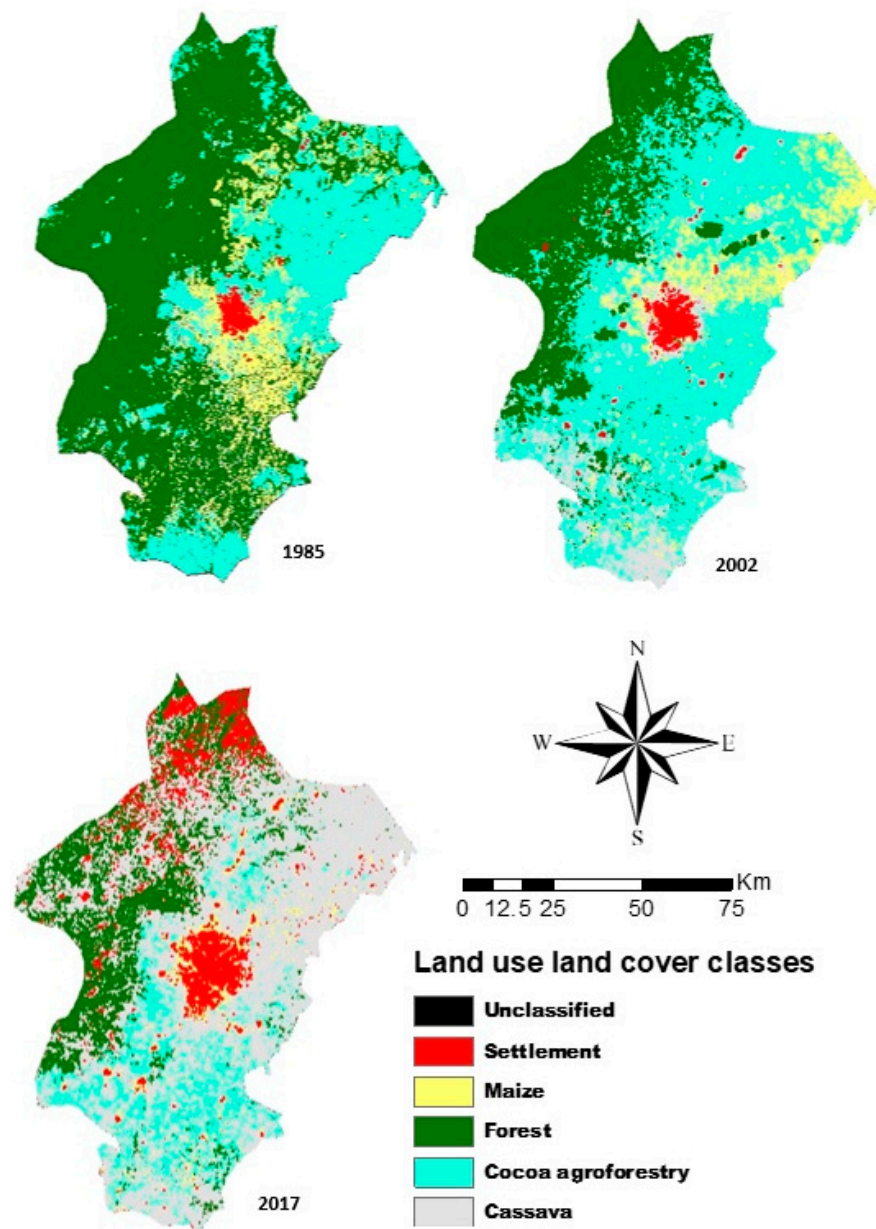 1985
2002
N
W E
S
Km
0 12.5 25 50 75
Land use land cover classes
Unclassified
Settlement
Maize
Forest
Cocoa agroforestry
Cassava
2017